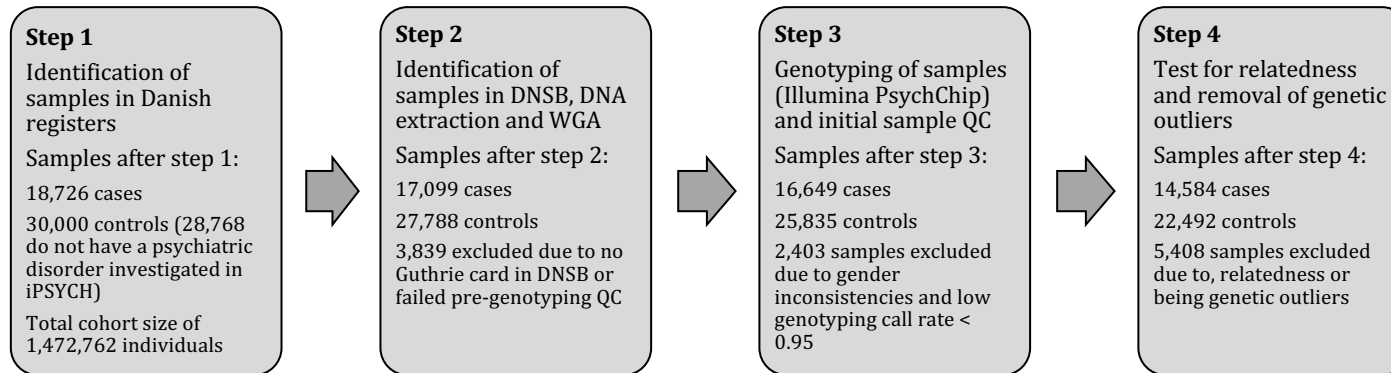 Step 1
Identification of
samples in Danish
registers
Samples after step 1:
18,726 cases
30,000 controls (28,768
do not have a psychiatric
disorder investigated in
iPSYCH)
Total cohort size of
1,472,762 individuals
Step 2
Identification of
samples in DNSB, DNA
extraction and WGA
Samples after step 2:
17,099 cases
27,788 controls
3,839 excluded due to no
Guthrie card in DNSB or
failed pre-genotyping QC
Step 3
Genotyping of samples
(Illumina PsychChip)
and initial sample QC
Samples after step 3:
16,649 cases
25,835 controls
2,403 samples excluded
due to gender
inconsistencies and low
genotyping call rate <
0.95
Step 4
Test for relatedness
and removal of genetic
outliers
Samples after step 4:
14,584 cases
22,492 controls
5,408 samples excluded
due to, relatedness or
being genetic outliers